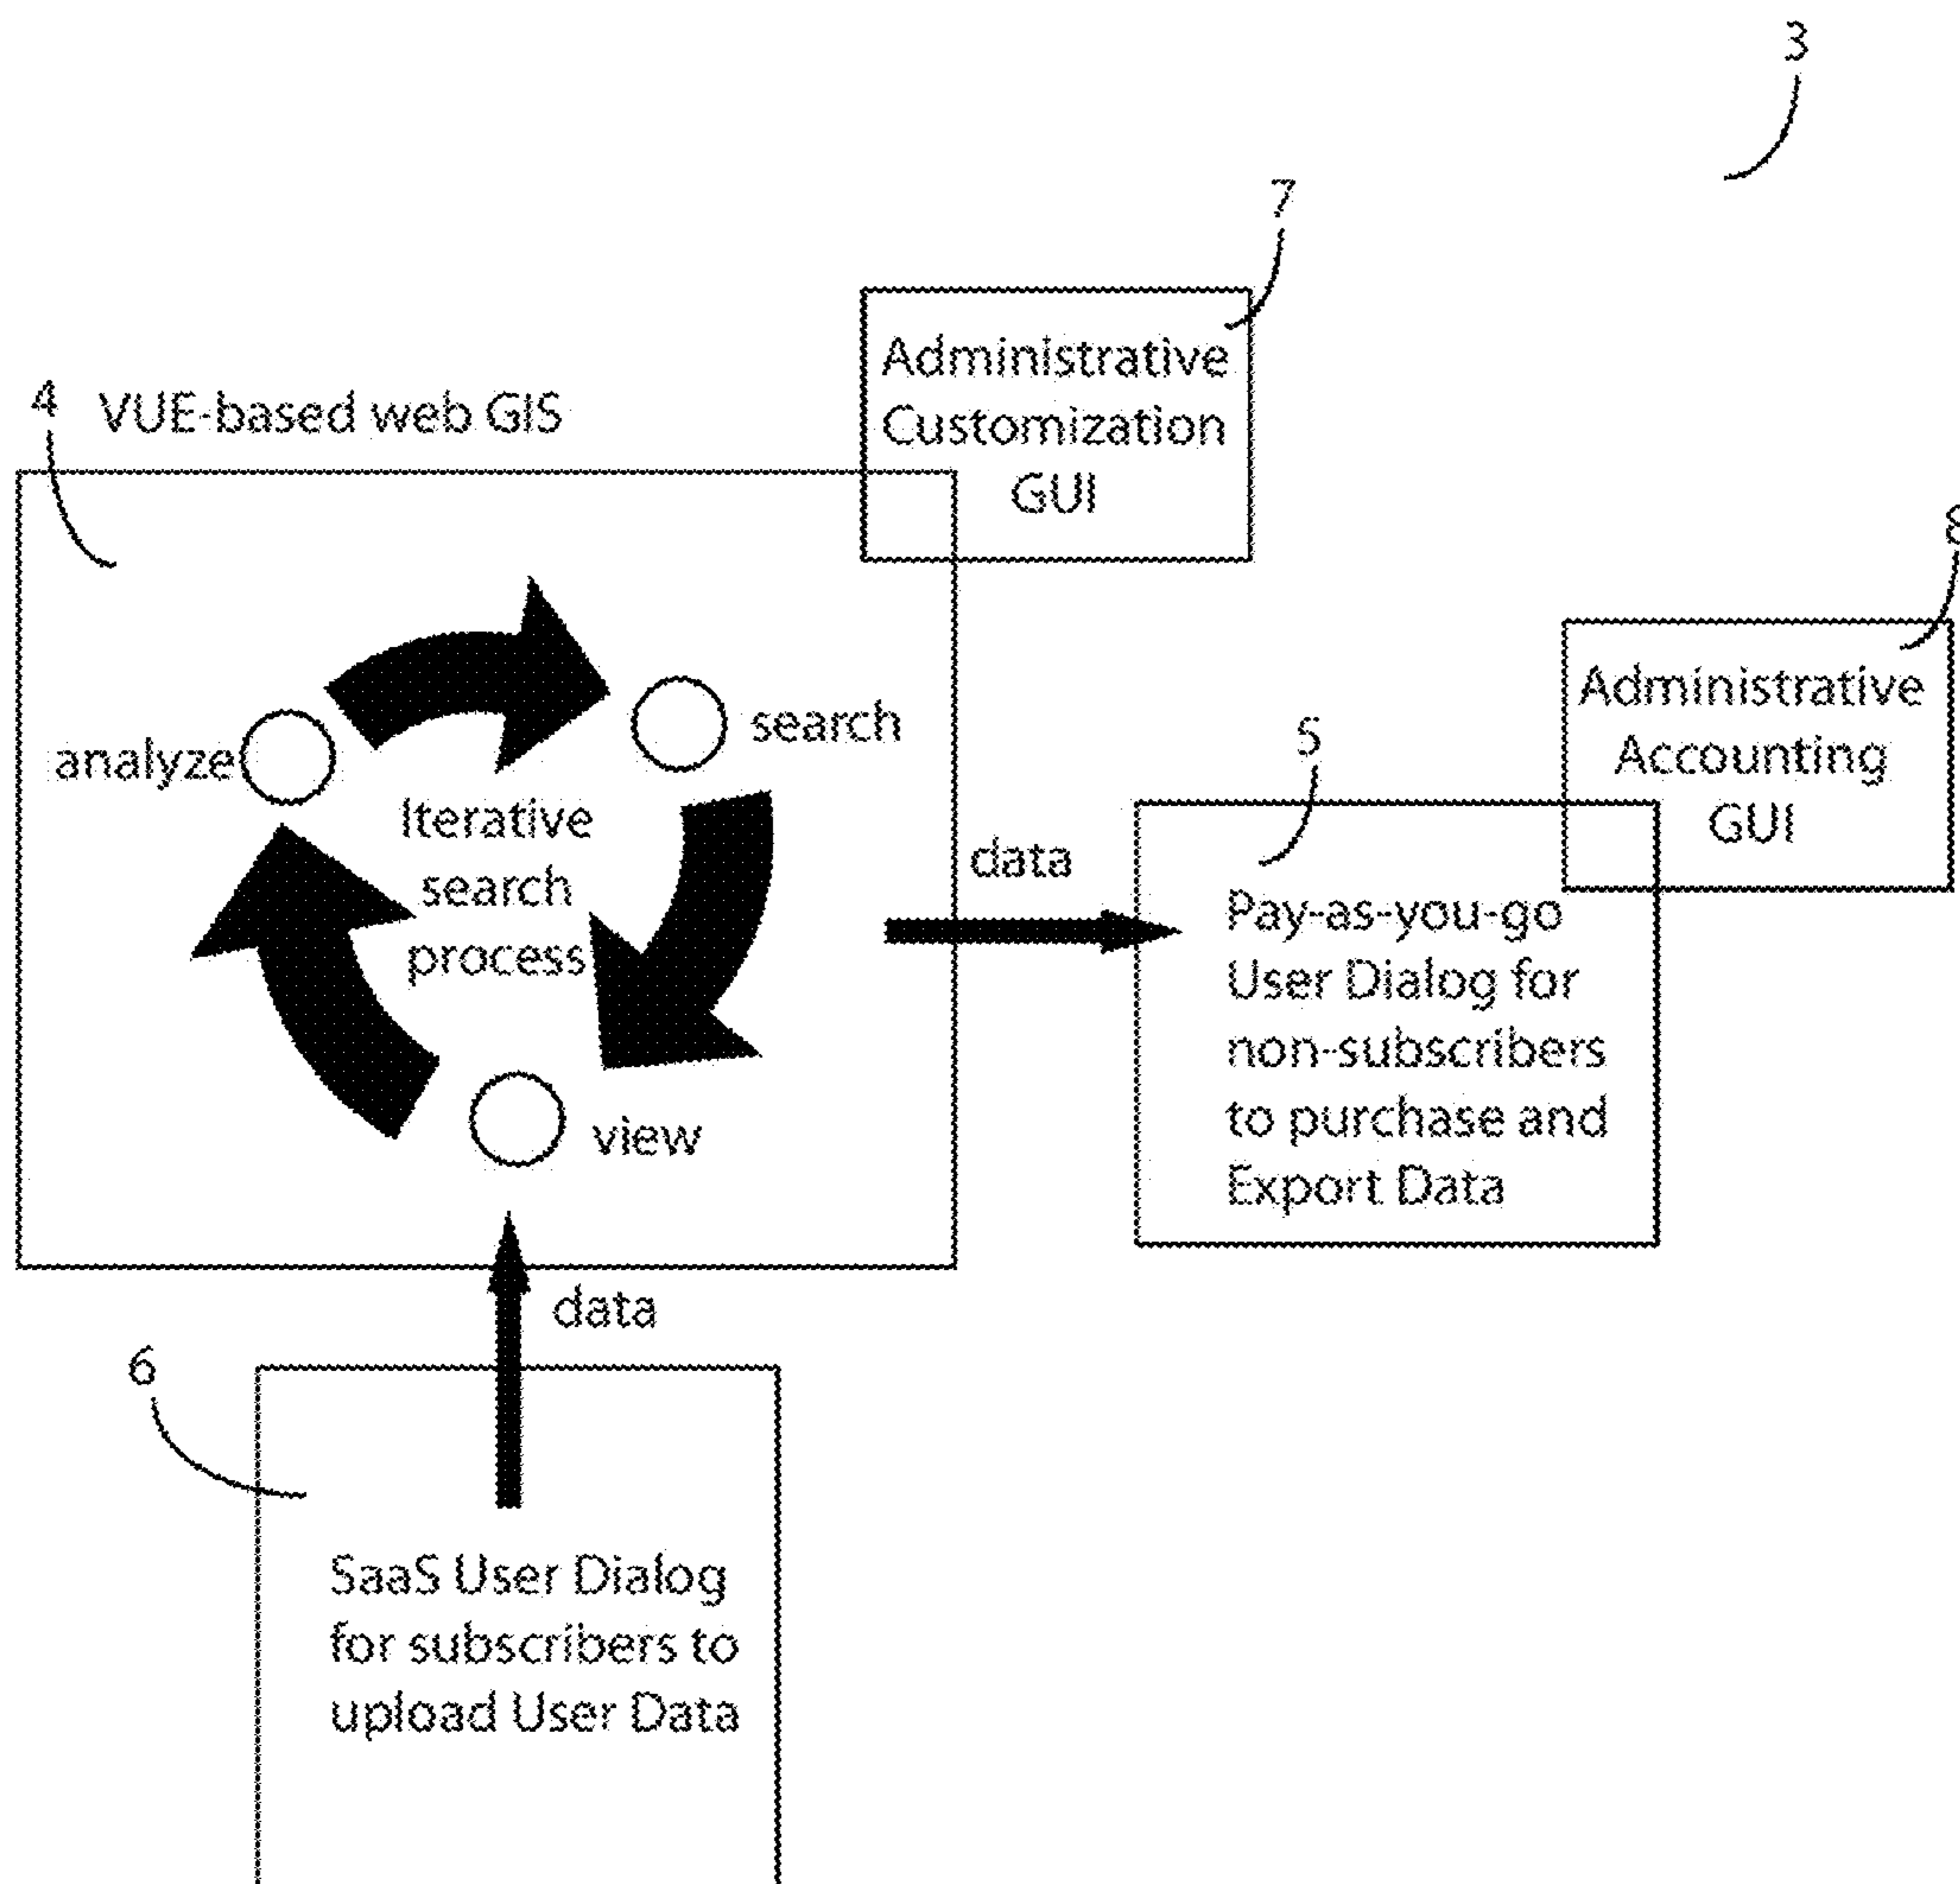 3
7
Administrative
Customization
GUI
4
VUE-based web GIS
8
Administrative
Accounting
GUI
analyze
search
Iterative
search
process
data
5
Pay-as-you-go
User Dialog for
non-subscribers
to purchase and
Export Data
view
data
6
SaaS User Dialog
for subscribers to
upload User Data